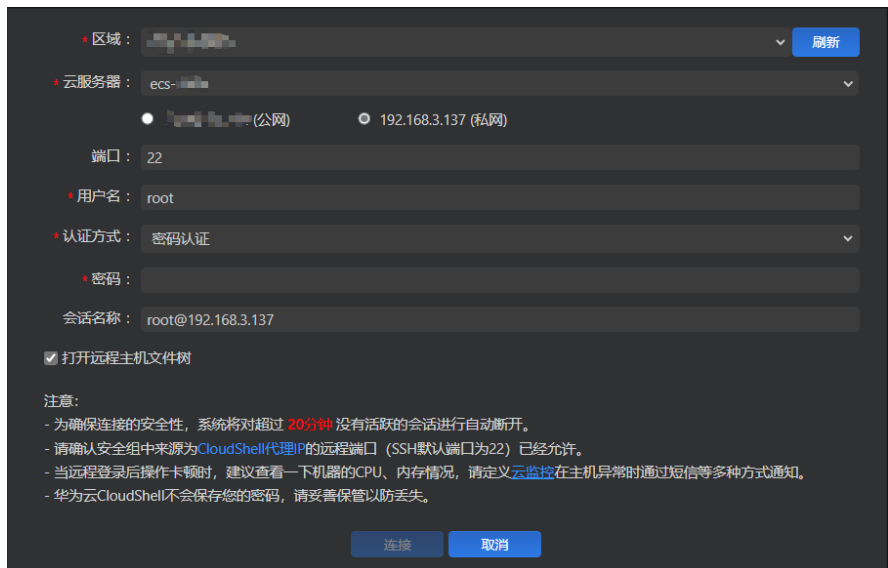 * 区域： 刷新
* 云服务器： ecs-
(公网) 192.168.3.137 (私网)
端口： 22
* 用户名： root
* 认证方式： 密码认证
* 密码：
会话名称： root@192.168.3.137
打开远程主机文件树
注意:
- 为确保连接的安全性，系统将对超过 20分钟 没有活跃的会话进行自动断开。
- 请确认安全组中来源为CloudShell代理IP的远程端口（SSH默认端口为22）已经允许。
- 当远程登录后操作卡顿时，建议查看一下机器的CPU、内存情况，请定义云监控在主机异常时通过短信等多种方式通知。
- 华为云CloudShell不会保存您的密码，请妥善保管以防丢失。
连接 取消